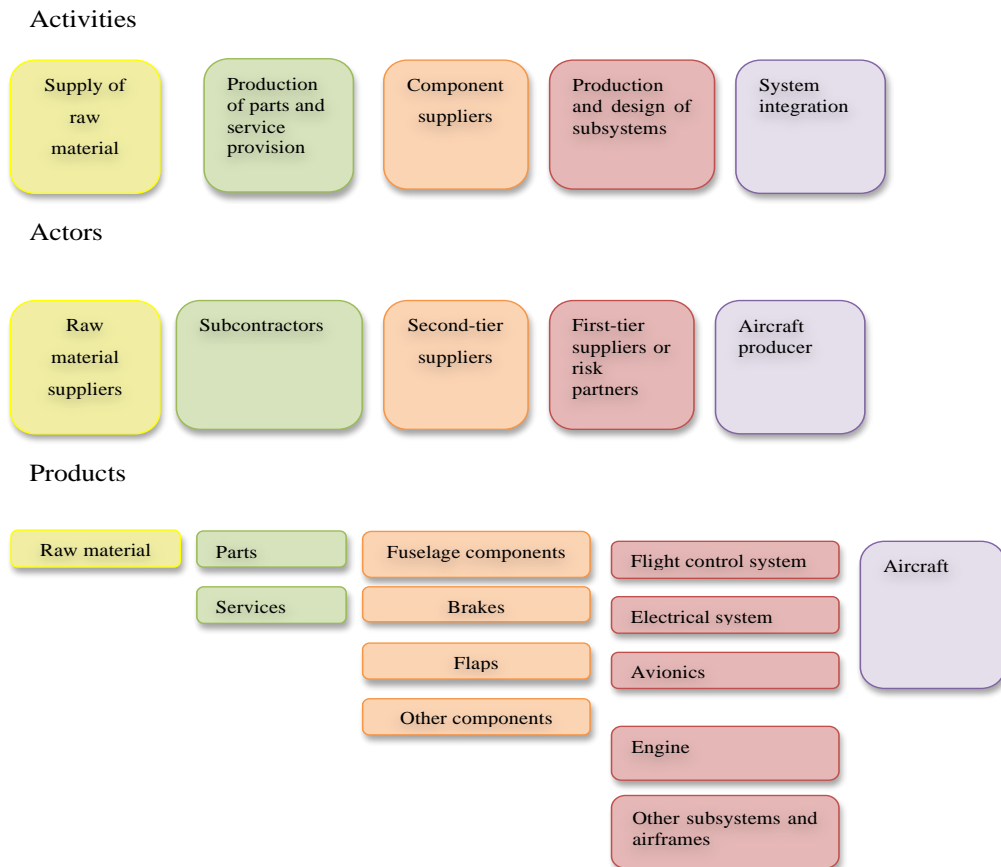 Activities
Supply of
raw
material
Production
of parts and
service
provision
Component
suppliers
Production
and design of
subsystems
System
integration
Actors
Raw
material
suppliers
Subcontractors
Second-tier
suppliers
First-tier
suppliers or
risk
partners
Aircraft
producer
Products
Raw material
Parts
Services
Fuselage components
Brakes
Flaps
Other components
Flight control system
Electrical system
Avionics
Engine
Other subsystems and
airframes
Aircraft